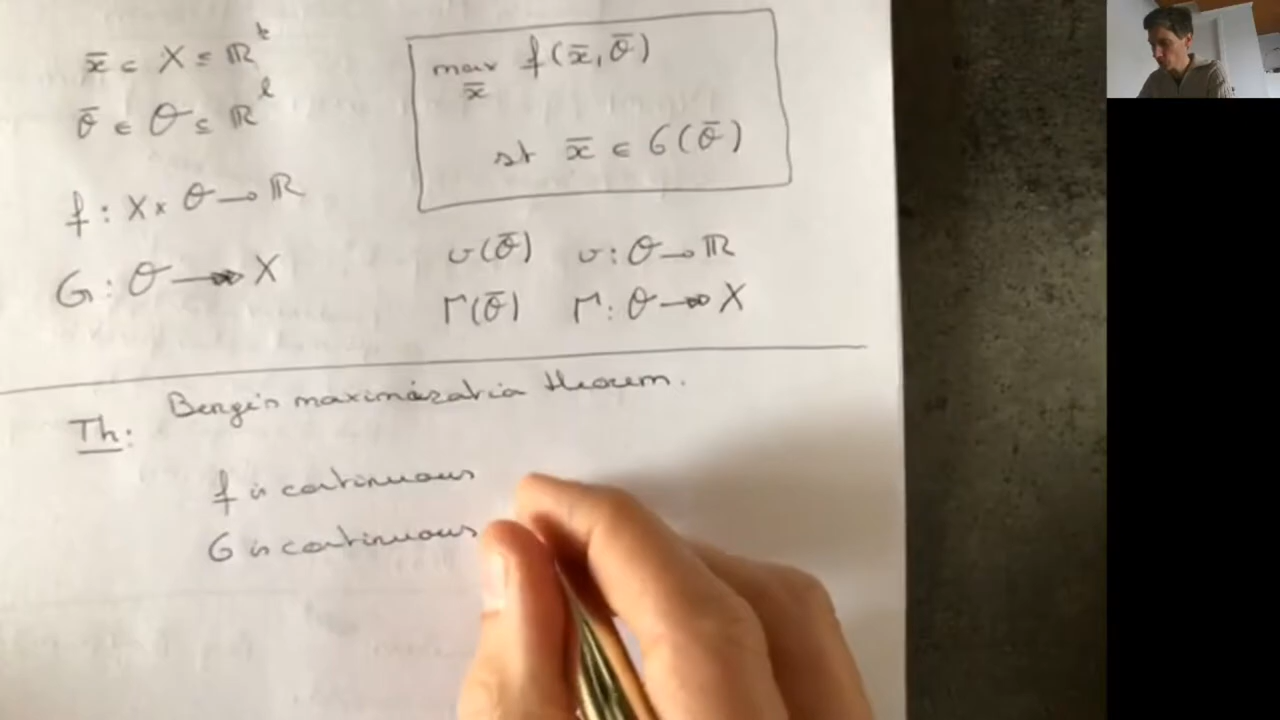 x̄ ∈ X ⊆ ℝᵏ
θ̄ ∈ Θ ⊆ ℝˡ
f : X × Θ → ℝ
G : Θ ↠ X
max f(x̄, θ̄)
x̄
st x̄ ∈ G(θ̄)
v(θ̄) v : Θ → ℝ
Γ(θ̄) Γ : Θ ↠ X
Th: Berge's maximization theorem.
f is continuous
G is continuous